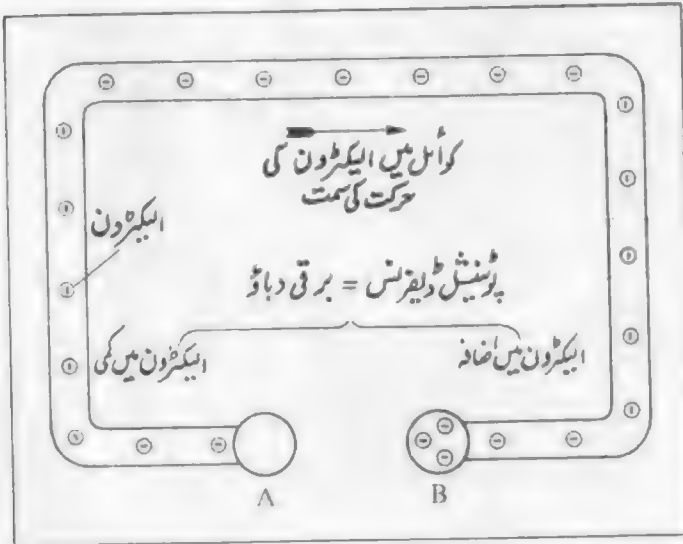 کوائل میں الیکٹرون کی
حرکت کی سمت
الیکٹرون
پوٹینشل ڈیفرنس = برقی دباؤ
الیکٹرون میں اضافہ
الیکٹرون میں کمی
A
B